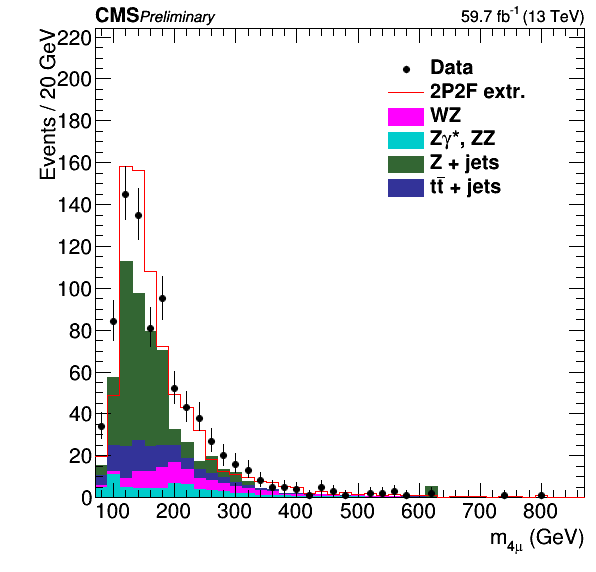 CMS Preliminary 59.7 fb⁻¹ (13 TeV)
Events / 20 GeV
220
200
180
160
140
120
100
80
60
40
20
0
Data
2P2F extr.
WZ
Zγ*, ZZ
Z + jets
tt̄ + jets
100 200 300 400 500 600 700 800
m₄μ (GeV)